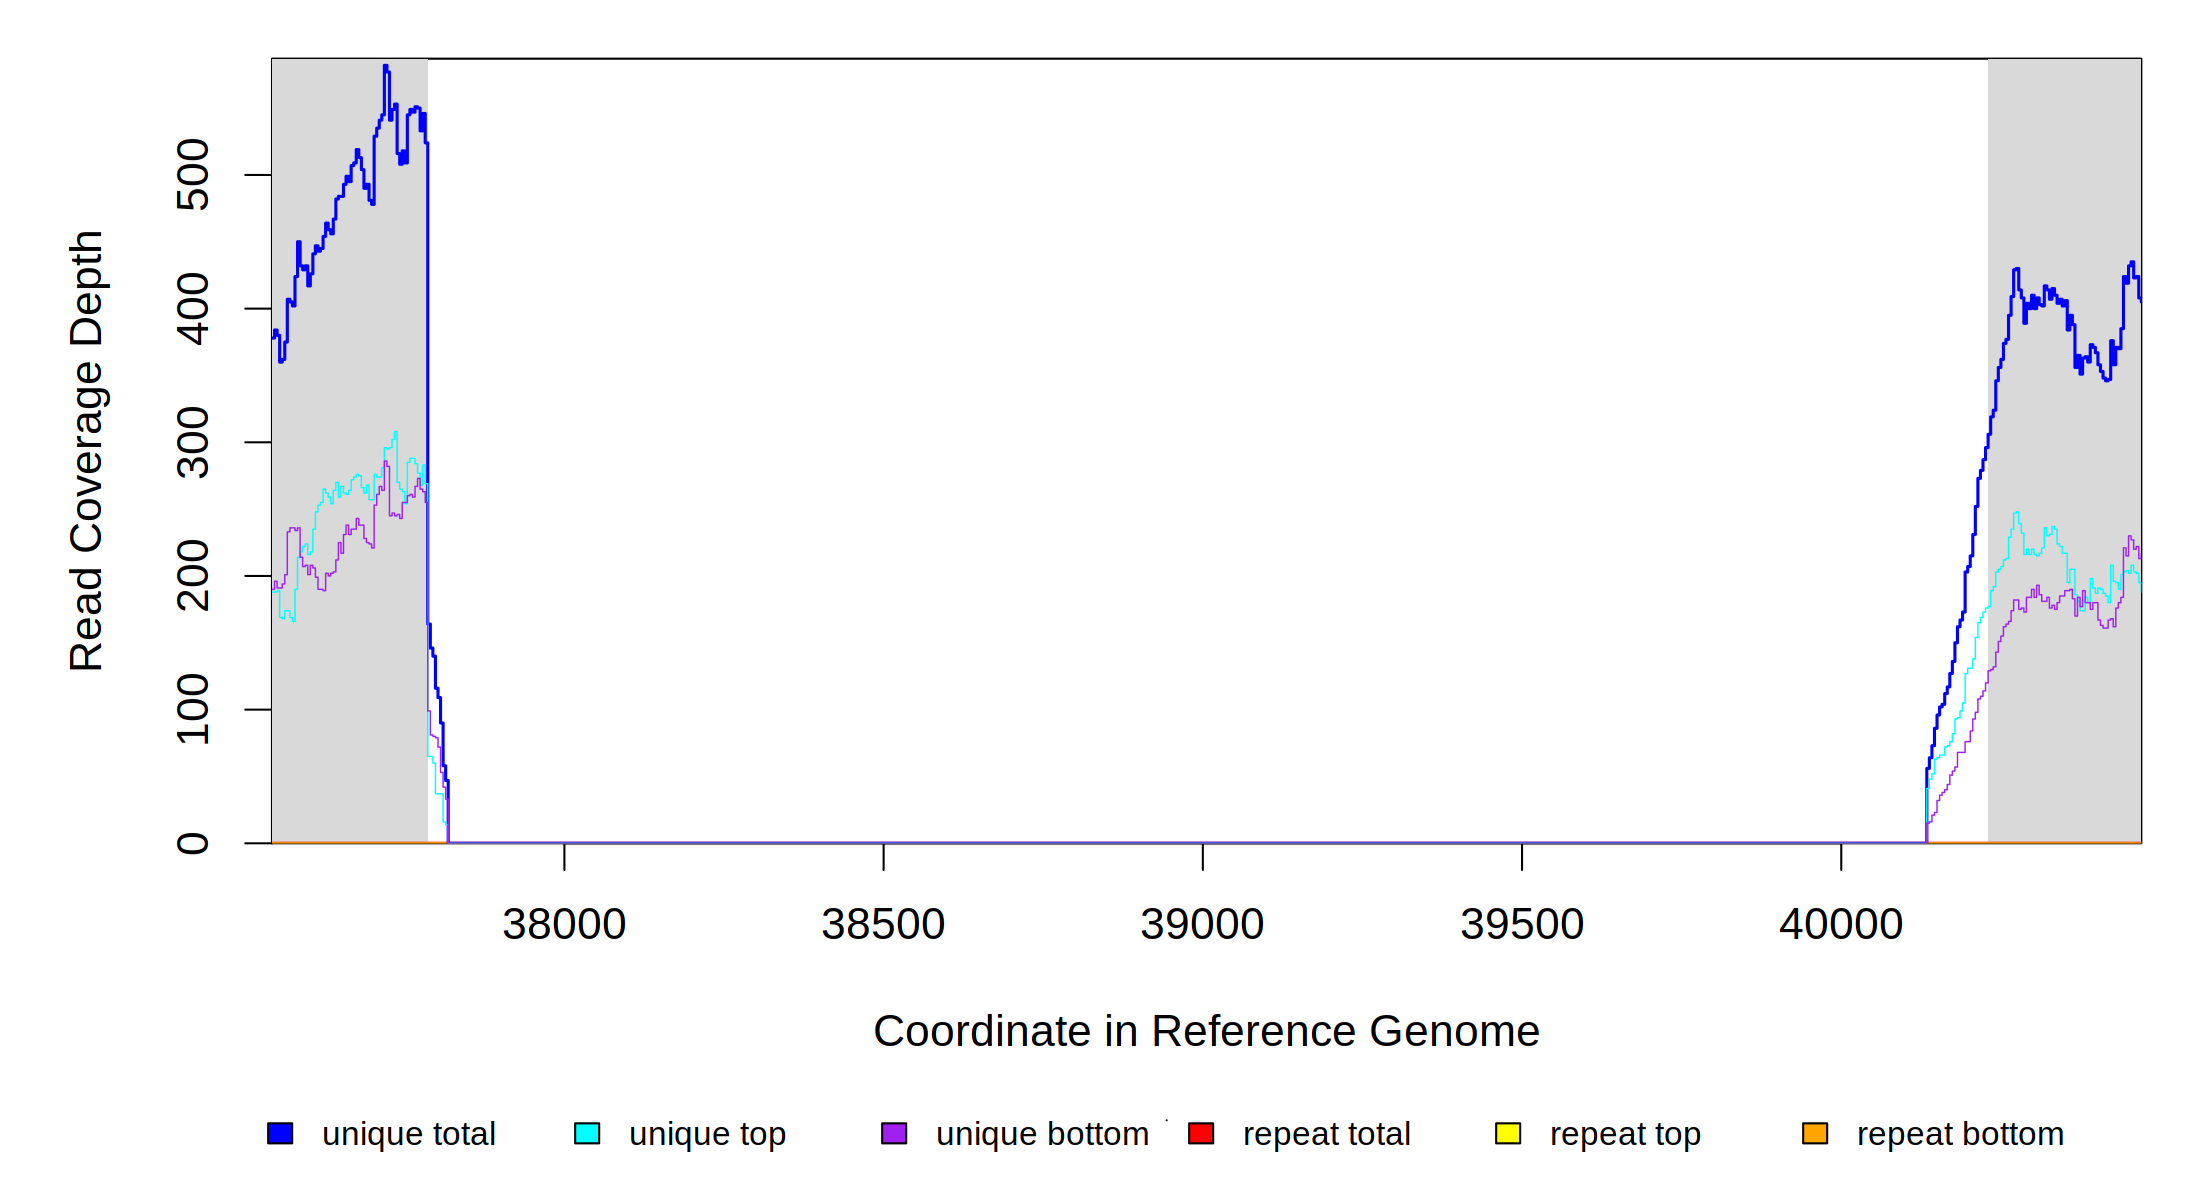 Read Coverage Depth
500
400
300
200
100
0
38000 38500 39000 39500 40000
Coordinate in Reference Genome
unique total unique top unique bottom repeat total repeat top repeat bottom